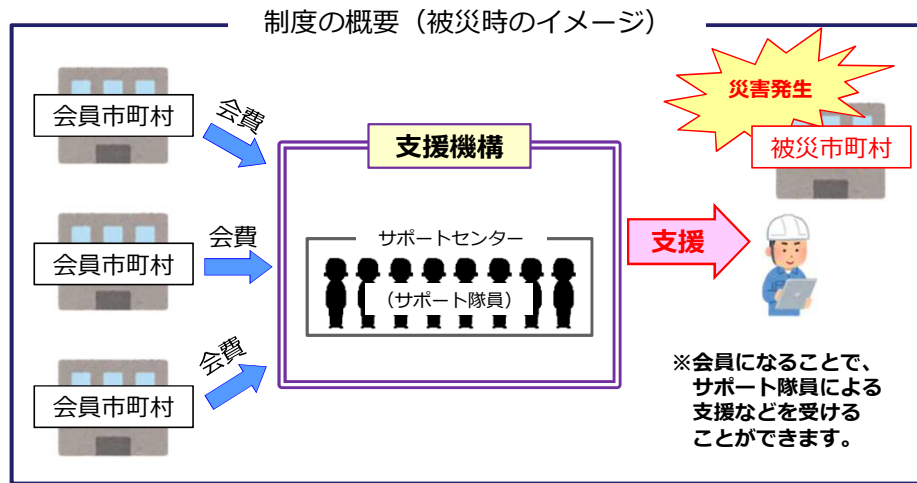 制度の概要（被災時のイメージ）
会員市町村
会費
会員市町村
会費
会員市町村
会費
支援機構
サポートセンター
（サポート隊員）
支援
災害発生
被災市町村
※会員になることで、
サポート隊員による
支援などを受ける
ことができます。